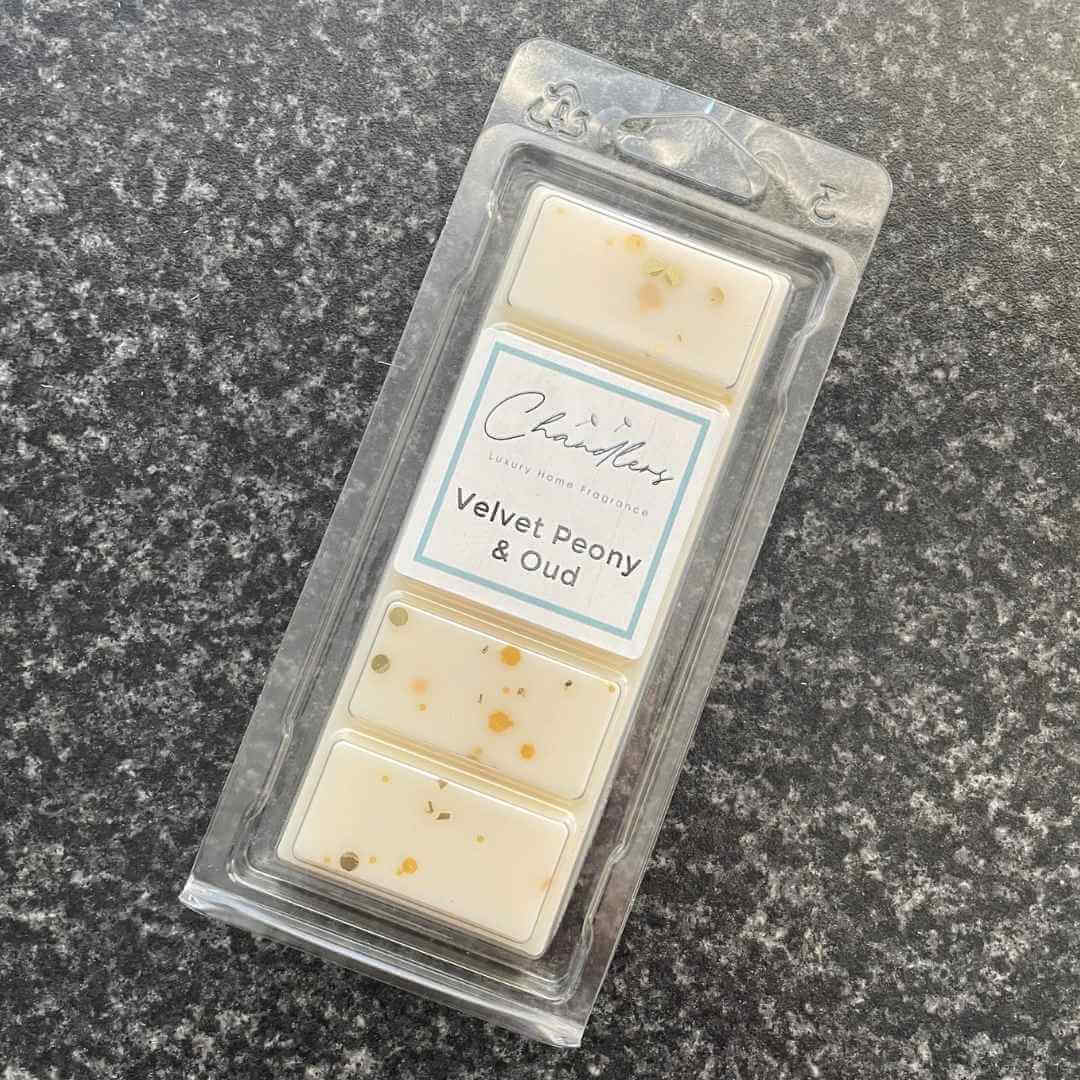 Chandlers
Luxury Home Fragrance
Velvet Peony
& Oud